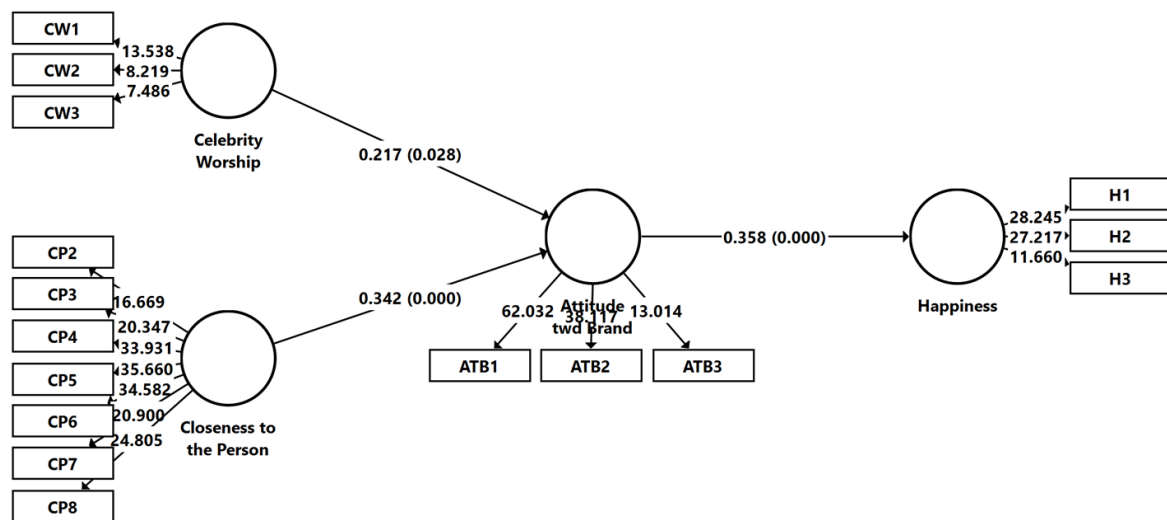 CW1
CW2
CW3
13.538
8.219
7.486
Celebrity
Worship
0.217 (0.028)
CP2
CP3
CP4
CP5
CP6
CP7
CP8
16.669
20.347
33.931
35.660
34.582
20.900
24.805
Closeness to
the Person
0.342 (0.000)
Attitude
twd Brand
62.032
38.117
13.014
ATB1
ATB2
ATB3
0.358 (0.000)
Happiness
28.245
27.217
11.660
H1
H2
H3